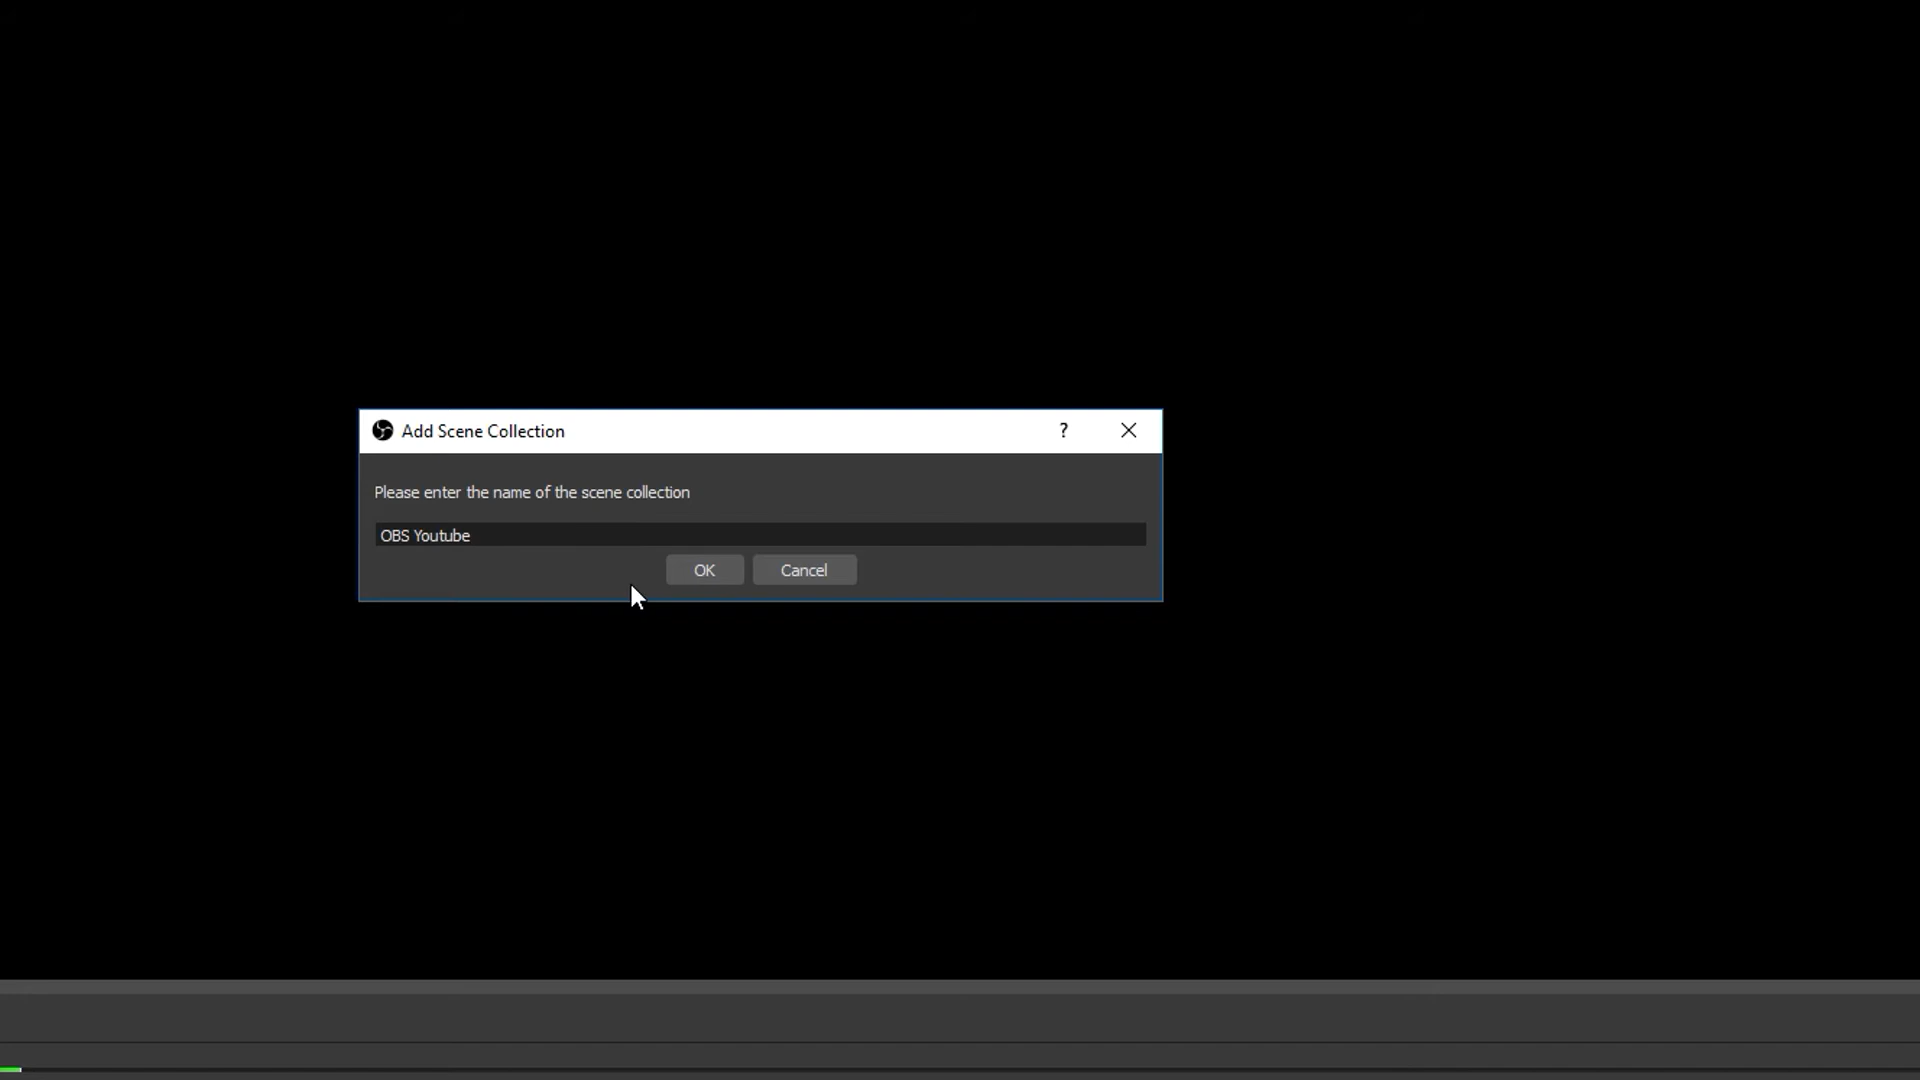 Add Scene Collection
?
Please enter the name of the scene collection
OBS Youtube
OK Cancel